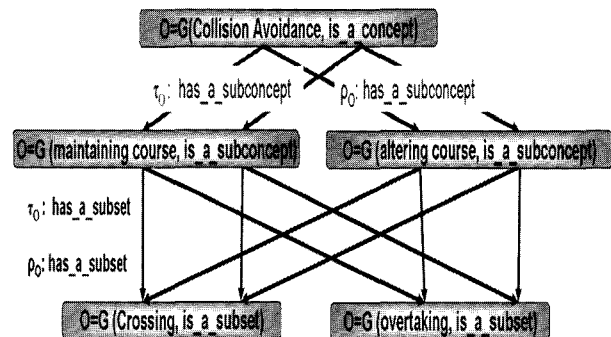 O=G(Collision Avoidance, is_a_concept)
τ₀: has_a_subconcept ρ₀: has_a_subconcept
O=G (maintaining course, is_a_subconcept) O=G (altering course, is_a_subconcept)
τ₀: has_a_subset
ρ₀: has_a_subset
O=G (Crossing, is_a_subset) O=G (overtaking, is_a_subset)